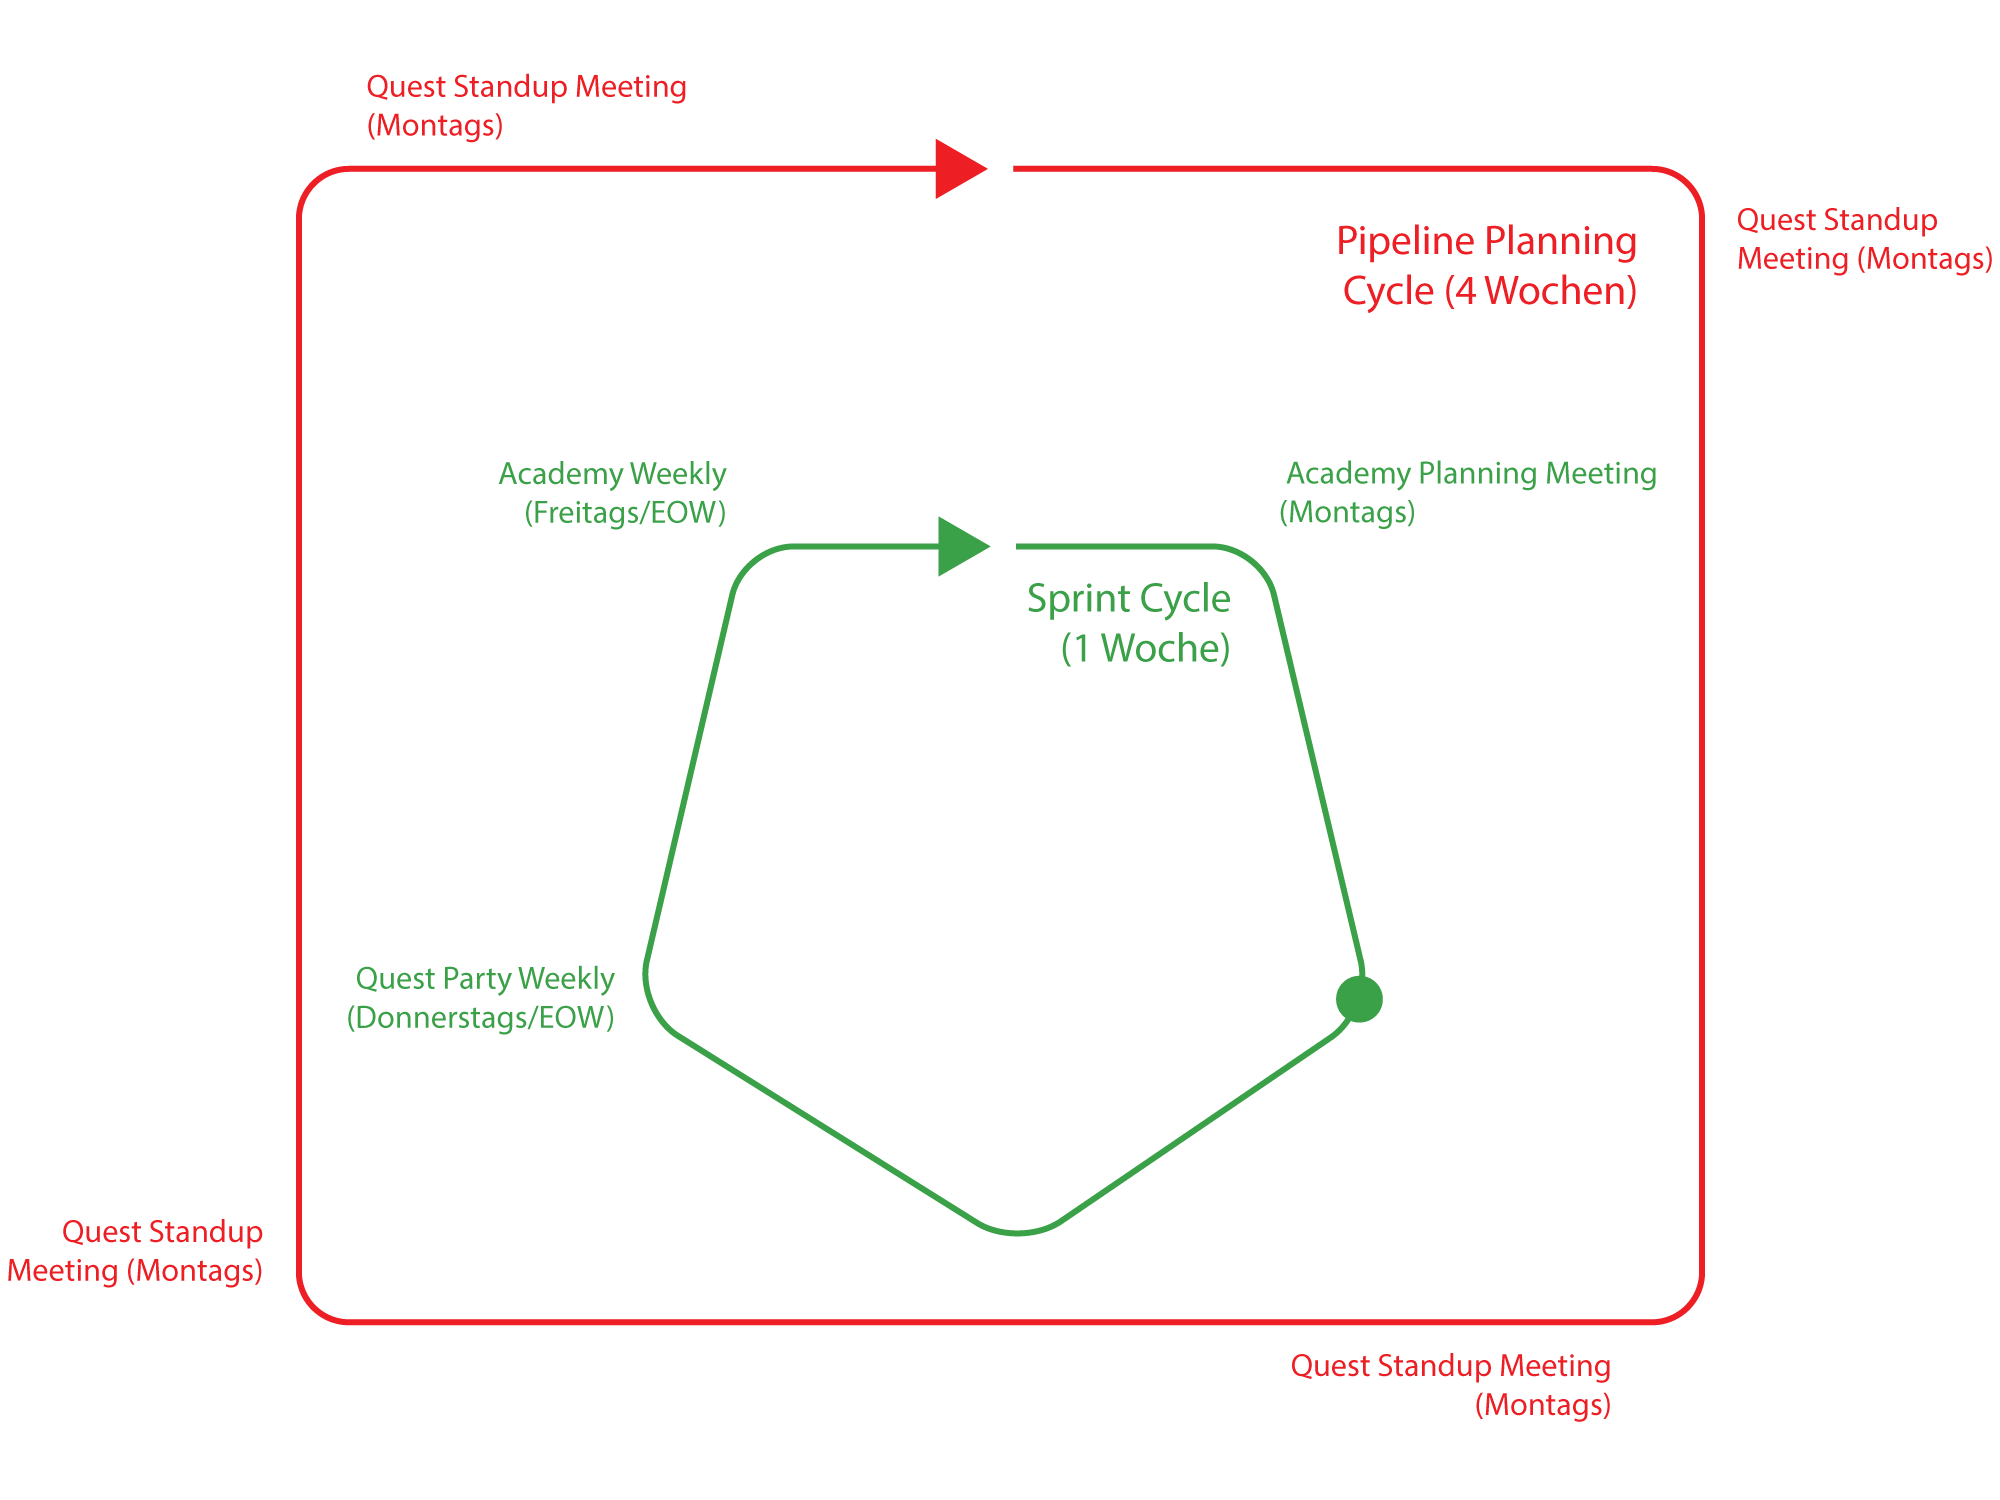 Quest Standup Meeting
(Montags)
Quest Standup
Meeting (Montags)
Pipeline Planning
Cycle (4 Wochen)
Academy Weekly
(Freitags/EOW)
Academy Planning Meeting
(Montags)
Sprint Cycle
(1 Woche)
Quest Party Weekly
(Donnerstags/EOW)
Quest Standup
Meeting (Montags)
Quest Standup Meeting
(Montags)